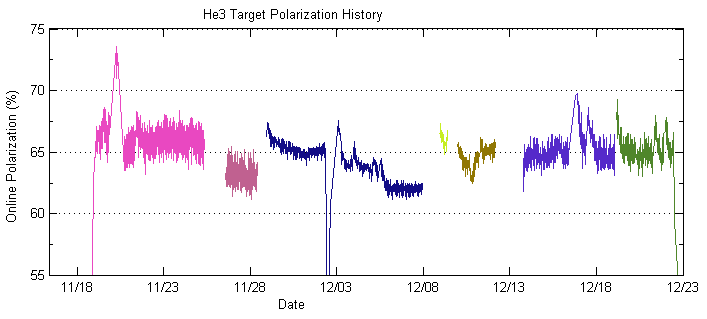 He3 Target Polarization History
75
70
65
60
55
Online Polarization (%)
11/18 11/23 11/28 12/03 12/08 12/13 12/18 12/23
Date